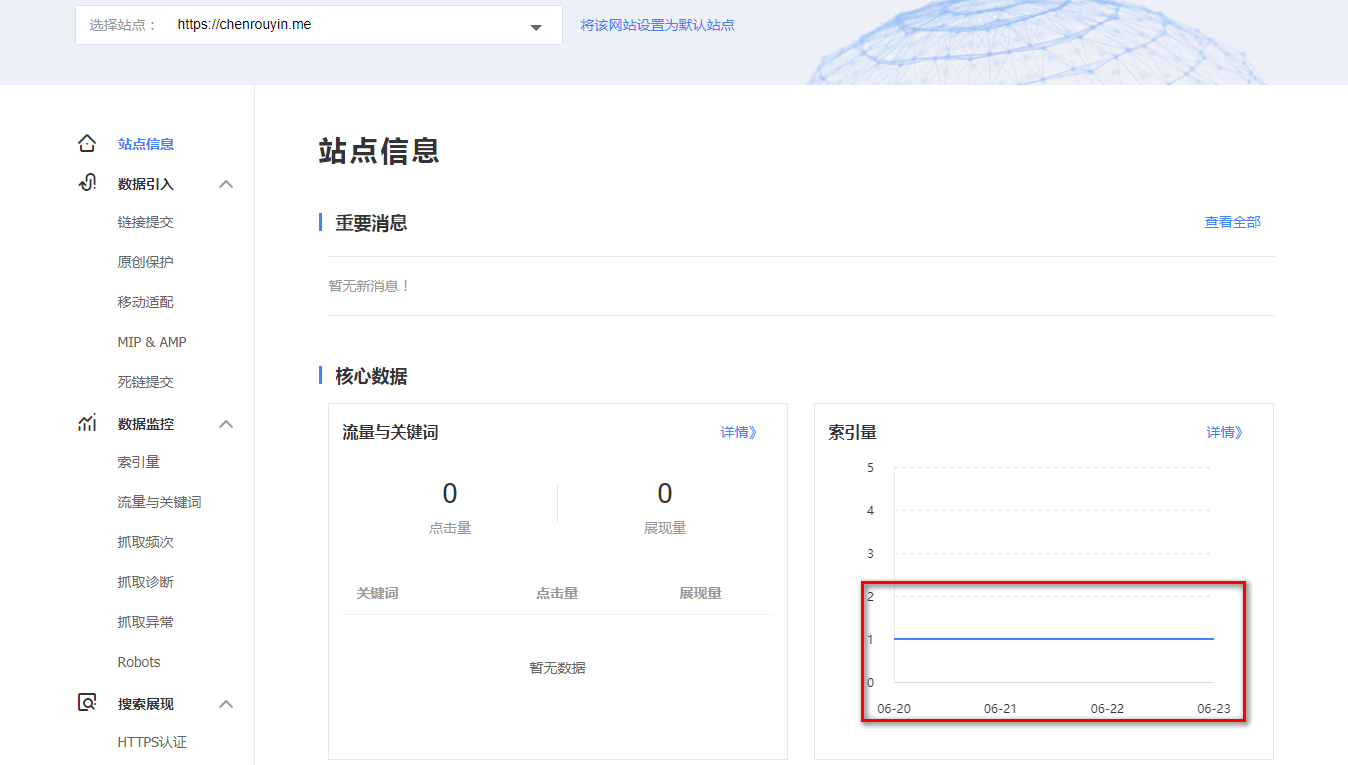 选择站点： https://chenrouyin.me 将该网站设置为默认站点
站点信息
数据引入
链接提交
原创保护
移动适配
MIP & AMP
死链提交
数据监控
索引量
流量与关键词
抓取频次
抓取诊断
抓取异常
Robots
搜索展现
HTTPS认证
站点信息
重要消息 查看全部
暂无新消息！
核心数据
流量与关键词 详情》
0 0
点击量 展现量
关键词 点击量 展现量
暂无数据
索引量 详情》
5
4
3
2
1
0
06-20 06-21 06-22 06-23